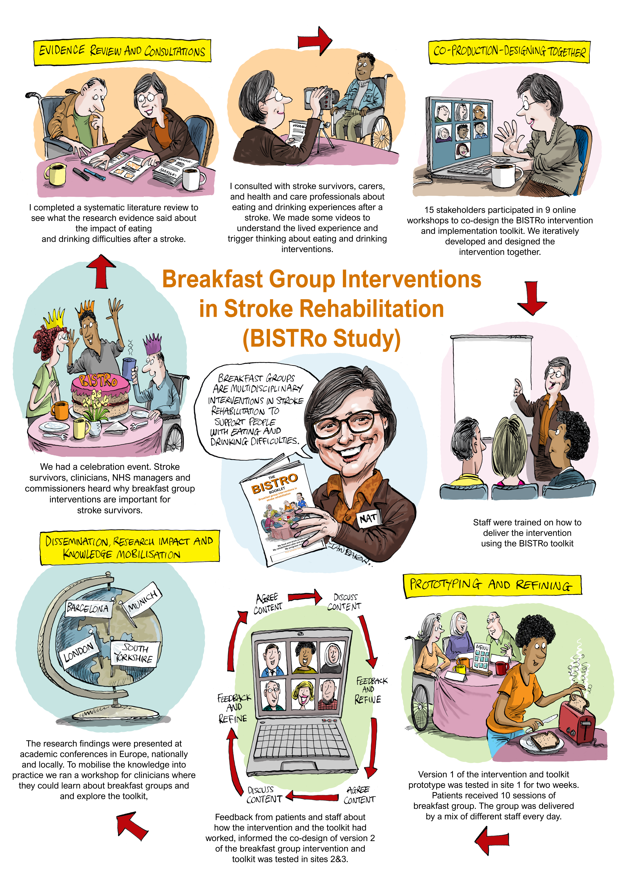 EVIDENCE REVIEW AND CONSULTATIONS
I completed a systematic literature review to
see what the research evidence said about
the impact of eating
and drinking difficulties after a stroke.
I consulted with stroke survivors, carers,
and health and care professionals about
eating and drinking experiences after a
stroke. We made some videos to
understand the lived experience and
trigger thinking about eating and drinking
interventions.
CO-PRODUCTION-DESIGNING TOGETHER
15 stakeholders participated in 9 online
workshops to co-design the BISTRo intervention
and implementation toolkit. We iteratively
developed and designed the
intervention together.
Breakfast Group Interventions
in Stroke Rehabilitation
(BISTRo Study)
BREAKFAST GROUPS
ARE MULTIDISCIPLINARY
INTERVENTIONS IN STROKE
REHABILITATION TO
SUPPORT PEOPLE
WITH EATING AND
DRINKING DIFFICULTIES.
THE
BISTRO
BOOKLET
NAT
Staff were trained on how to
deliver the intervention
using the BISTRo toolkit
PROTOTYPING AND REFINING
MENU
Version 1 of the intervention and toolkit
prototype was tested in site 1 for two weeks.
Patients received 10 sessions of
breakfast group. The group was delivered
by a mix of different staff every day.
AGREE
CONTENT
DISCUSS
CONTENT
FEEDBACK
AND
REFINE
AGREE
CONTENT
DISCUSS
CONTENT
FEEDBACK
AND
REFINE
Feedback from patients and staff about
how the intervention and the toolkit had
worked, informed the co-design of version 2
of the breakfast group intervention and
toolkit was tested in sites 2&3.
DISSEMNATION, RESEARCH IMPACT AND
KNOWLEDGE MOBILISATION
BARCELONA
MUNICH
LONDON
SOUTH
YORKSHIRE
The research findings were presented at
academic conferences in Europe, nationally
and locally. To mobilise the knowledge into
practice we ran a workshop for clinicians where
they could learn about breakfast groups and
and explore the toolkit,
BISTRO
We had a celebration event. Stroke
survivors, clinicians, NHS managers and
commissioners heard why breakfast group
interventions are important for
stroke survivors.